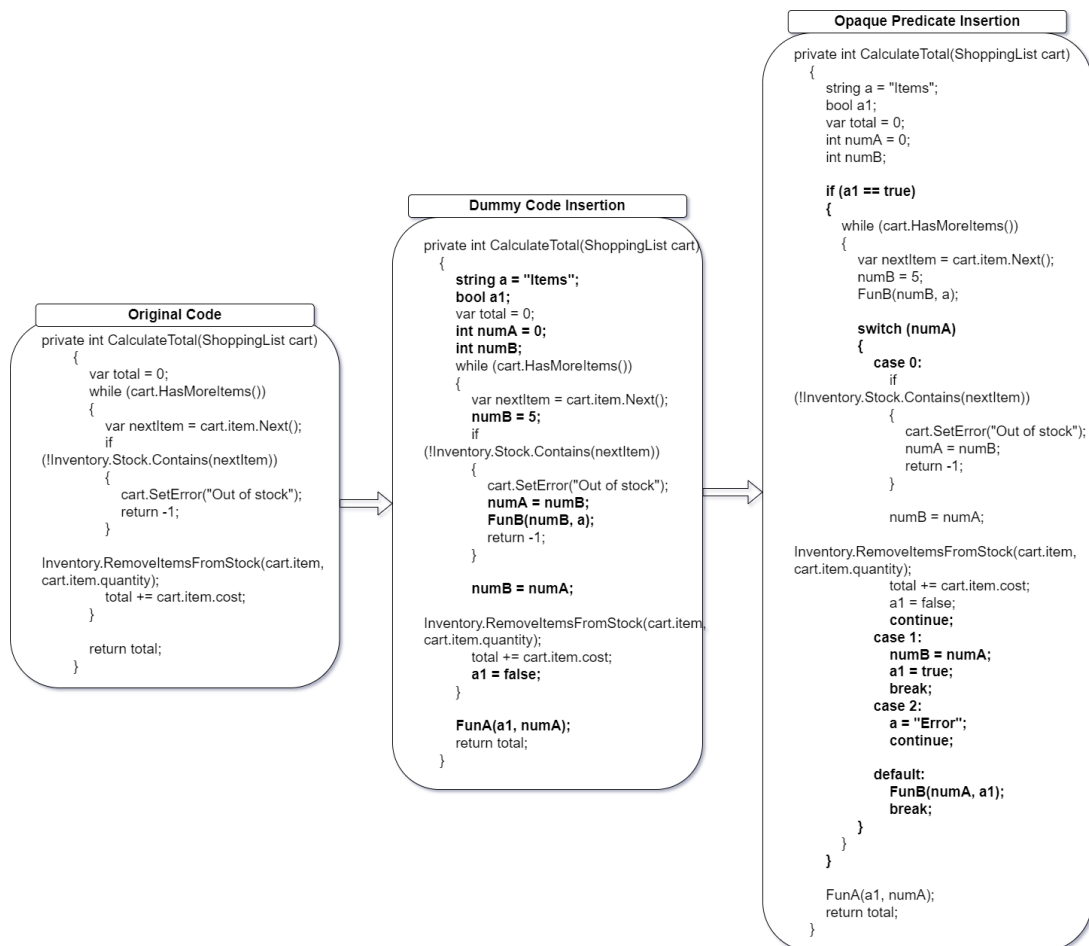 Original Code
private int CalculateTotal(ShoppingList cart)
{
var total = 0;
while (cart.HasMoreItems())
{
var nextItem = cart.item.Next();
if
(!Inventory.Stock.Contains(nextItem))
{
cart.SetError("Out of stock");
return -1;
}
Inventory.RemoveItemsFromStock(cart.item,
cart.item.quantity);
total += cart.item.cost;
}
return total;
}
Dummy Code Insertion
private int CalculateTotal(ShoppingList cart)
{
string a = "Items";
bool a1;
var total = 0;
int numA = 0;
int numB;
while (cart.HasMoreItems())
{
var nextItem = cart.item.Next();
numB = 5;
if
(!Inventory.Stock.Contains(nextItem))
{
cart.SetError("Out of stock");
numA = numB;
FunB(numB, a);
return -1;
}
numB = numA;
Inventory.RemoveItemsFromStock(cart.item,
cart.item.quantity);
total += cart.item.cost;
a1 = false;
}
FunA(a1, numA);
return total;
}
Opaque Predicate Insertion
private int CalculateTotal(ShoppingList cart)
{
string a = "Items";
bool a1;
var total = 0;
int numA = 0;
int numB;
if (a1 == true)
{
while (cart.HasMoreItems())
{
var nextItem = cart.item.Next();
numB = 5;
FunB(numB, a);
switch (numA)
{
case 0:
if
(!Inventory.Stock.Contains(nextItem))
{
cart.SetError("Out of stock");
numA = numB;
return -1;
}
numB = numA;
Inventory.RemoveItemsFromStock(cart.item,
cart.item.quantity);
total += cart.item.cost;
a1 = false;
continue;
case 1:
numB = numA;
a1 = true;
break;
case 2:
a = "Error";
continue;
default:
FunB(numA, a1);
break;
}
}
}
FunA(a1, numA);
return total;
}